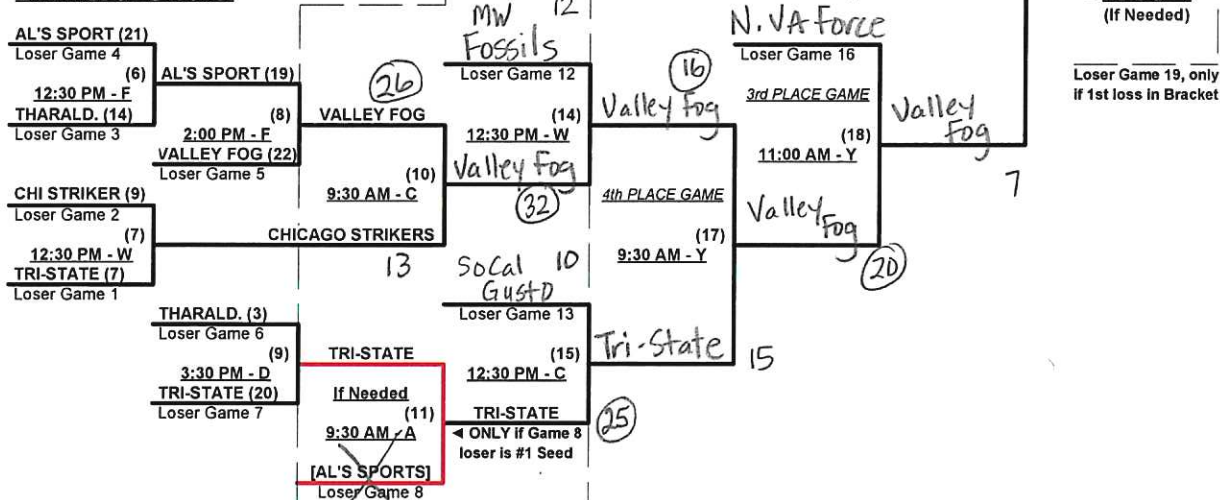 AL'S SPORT (21)
Loser Game 4
(6)
12:30 PM - F
THARALD. (14)
Loser Game 3
AL'S SPORT (19)
(8)
2:00 PM - F
VALLEY FOG (22)
Loser Game 5
CHI STRIKER (9)
Loser Game 2
(7)
12:30 PM - W
TRI-STATE (7)
Loser Game 1
26
VALLEY FOG
(10)
9:30 AM - C
CHICAGO STRIKERS
13
THARALD. (3)
Loser Game 6
(9)
3:30 PM - D
TRI-STATE (20)
Loser Game 7
TRI-STATE
If Needed
(11)
9:30 AM - A
[AL'S SPORTS]
Loser Game 8
MW 12
Fossils
Loser Game 12
(14)
12:30 PM - W
Valley Fog
32
SoCal 10
Gusto
Loser Game 13
(15)
12:30 PM - C
TRI-STATE
◄ ONLY if Game 8
loser is #1 Seed
25
16
Valley Fog
4th PLACE GAME
(17)
9:30 AM - Y
Tri-State
15
N. VA Force
Loser Game 16
3rd PLACE GAME
(18)
11:00 AM - Y
Valley
Fog
20
Valley
Fog
7
(If Needed)
Loser Game 19, only
if 1st loss in Bracket